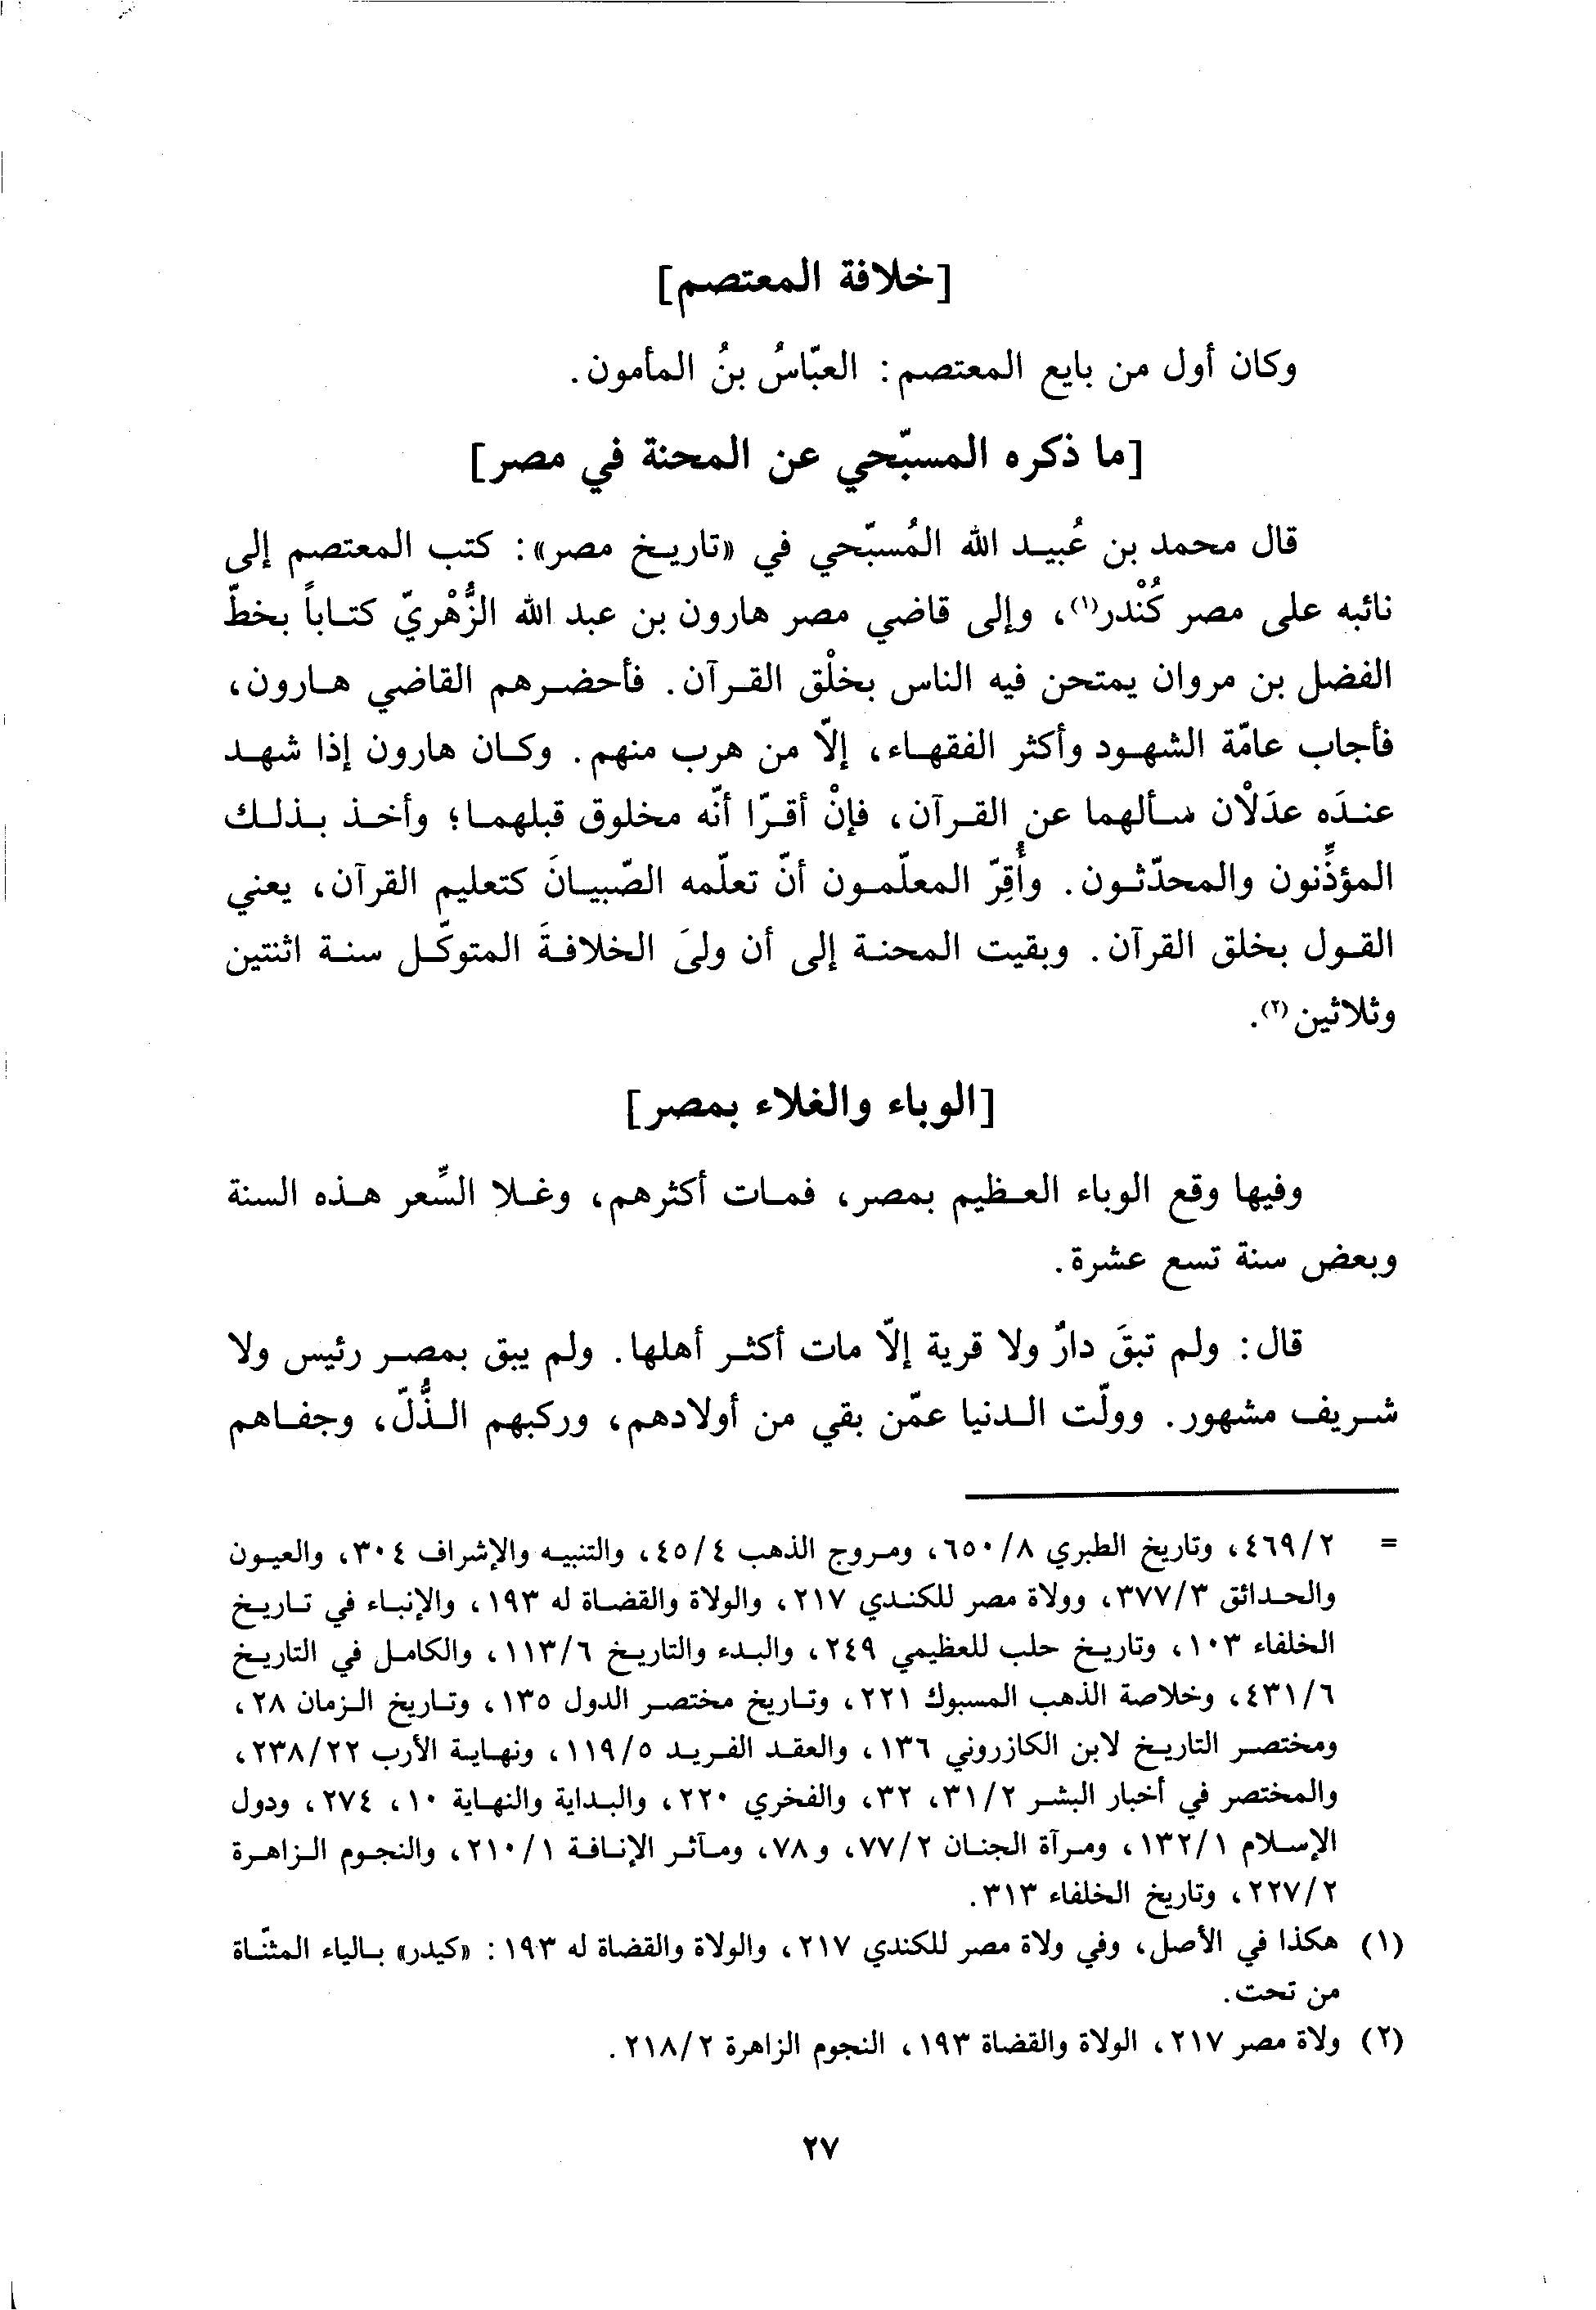 [خلافة المعتصم]
وكان أول من بايع المعتصم: العبّاسُ بنُ المأمون.
[ما ذكره المسبّحي عن المحنة في مصر]
قال محمد بن عُبيد الله المُسبّحي في «تاريخ مصر»: كتب المعتصم إلى
نائبه على مصر كُنْدُر(١)، وإلى قاضي مصر هارون بن عبد الله الزُّهْريّ كتاباً بخطّ
الفضل بن مروان يمتحن فيه الناس بخلْق القرآن. فأحضرهم القاضي هارون،
فأجاب عامّة الشهود وأكثر الفقهاء، إلّا من هرب منهم. وكان هارون إذا شهد
عندَه عدَلْان سألهما عن القرآن، فإنْ أقرّا أنّه مخلوق قبلهما؛ وأخذ بذلك
المؤذِّنون والمحدّثون. وأُقِرّ المعلّمون أنّ تعلّمه الصّبيانَ كتعليم القرآن، يعني
القول بخلق القرآن. وبقيت المحنة إلى أن ولىَ الخلافةَ المتوكّل سنة اثنتين
وثلاثين(٢).
[الوباء والغلاء بمصر]
وفيها وقع الوباء العظيم بمصر، فمات أكثرهم، وغلا السِّعر هذه السنة
وبعض سنة تسع عشرة.
قال: ولم تبقَ دارٌ ولا قرية إلّا مات أكثر أهلها. ولم يبق بمصر رئيس ولا
شريف مشهور. وولّت الدنيا عمّن بقي من أولادهم، وركبهم الذُّلّ، وجفاهم
= ٤٦٩/٢، وتاريخ الطبري ٦٥٠/٨، ومروج الذهب ٤٥/٤، والتنبيه والإشراف ٣٠٤، والعيون
والحدائق ٣٧٧/٣، وولاة مصر للكندي ٢١٧، والولاة والقضاة له ١٩٣، والإنباء في تاريخ
الخلفاء ١٠٣، وتاريخ حلب للعظيمي ٢٤٩، والبدء والتاريخ ١١٣/٦، والكامل في التاريخ
٤٣١/٦، وخلاصة الذهب المسبوك ٢٢١، وتاريخ مختصر الدول ١٣٥، وتاريخ الزمان ٢٨،
ومختصر التاريخ لابن الكازروني ١٣٦، والعقد الفريد ١١٩/٥، ونهاية الأرب ٢٣٨/٢٢،
والمختصر في أخبار البشر ٣١/٢، ٣٢، والفخري ٢٢٠، والبداية والنهاية ١٠، ٢٧٤، ودول
الإسلام ١٣٢/١، ومرآة الجنان ٧٧/٢، و٧٨، ومآثر الإنافة ٢١٠/١، والنجوم الزاهرة
٢٢٧/٢، وتاريخ الخلفاء ٣١٣.
(١) هكذا في الأصل، وفي ولاة مصر للكندي ٢١٧، والولاة والقضاة له ١٩٣: «كيدر» بالياء المثنّاة
من تحت.
(٢) ولاة مصر ٢١٧، الولاة والقضاة ١٩٣، النجوم الزاهرة ٢١٨/٢.
٢٧